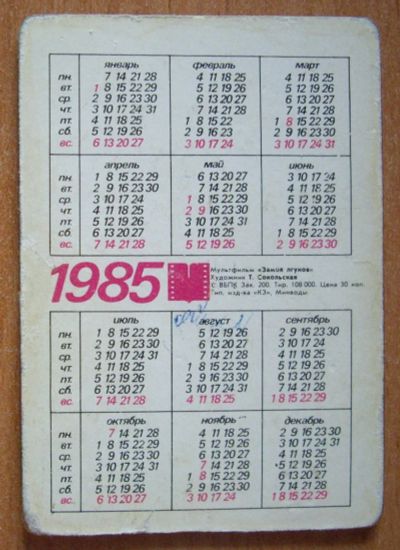 январь февраль март
пн. 7 14 21 28 4 11 18 25 4 11 18 25
вт. 1 8 15 22 29 5 12 19 26 5 12 19 26
ср. 2 9 16 23 30 6 13 20 27 6 13 20 27
чт. 3 10 17 24 31 7 14 21 28 7 14 21 28
пт. 4 11 18 25 1 8 15 22 1 8 15 22 29
сб. 5 12 19 26 2 9 16 23 2 9 16 23 30
вс. 6 13 20 27 3 10 17 24 3 10 17 24 31
апрель май июнь
пн. 1 8 15 22 29 6 13 20 27 3 10 17 24
вт. 2 9 16 23 30 7 14 21 28 4 11 18 25
ср. 3 10 17 24 1 8 15 22 29 5 12 19 26
чт. 4 11 18 25 2 9 16 23 30 6 13 20 27
пт. 5 12 19 26 3 10 17 24 31 7 14 21 28
сб. 6 13 20 27 4 11 18 25 1 8 15 22 29
вс. 7 14 21 28 5 12 19 26 2 9 16 23 30
1985
Мультфильм «Замия лгунов»
Художник Т. Сокольская
С ВБПК Зак. 200. Тир. 108 000. Цена 30 коп.
Тип. изд-ва «КЗ», Минводы
июль август сентябрь
пн. 1 8 15 22 29 5 12 19 26 2 9 16 23 30
вт. 2 9 16 23 30 6 13 20 27 3 10 17 24
ср. 3 10 17 24 31 7 14 21 28 4 11 18 25
чт. 4 11 18 25 1 8 15 22 29 5 12 19 26
пт. 5 12 19 26 2 9 16 23 30 6 13 20 27
сб. 6 13 20 27 3 10 17 24 31 7 14 21 28
вс. 7 14 21 28 4 11 18 25 1 8 15 22 29
октябрь ноябрь декабрь
пн. 7 14 21 28 4 11 18 25 2 9 16 23 30
вт. 1 8 15 22 29 5 12 19 26 3 10 17 24 31
ср. 2 9 16 23 30 6 13 20 27 4 11 18 25
чт. 3 10 17 24 31 7 14 21 28 5 12 19 26
пт. 4 11 18 25 1 8 15 22 29 6 13 20 27
сб. 5 12 19 26 2 9 16 23 30 7 14 21 28
вс. 6 13 20 27 3 10 17 24 1 8 15 22 29